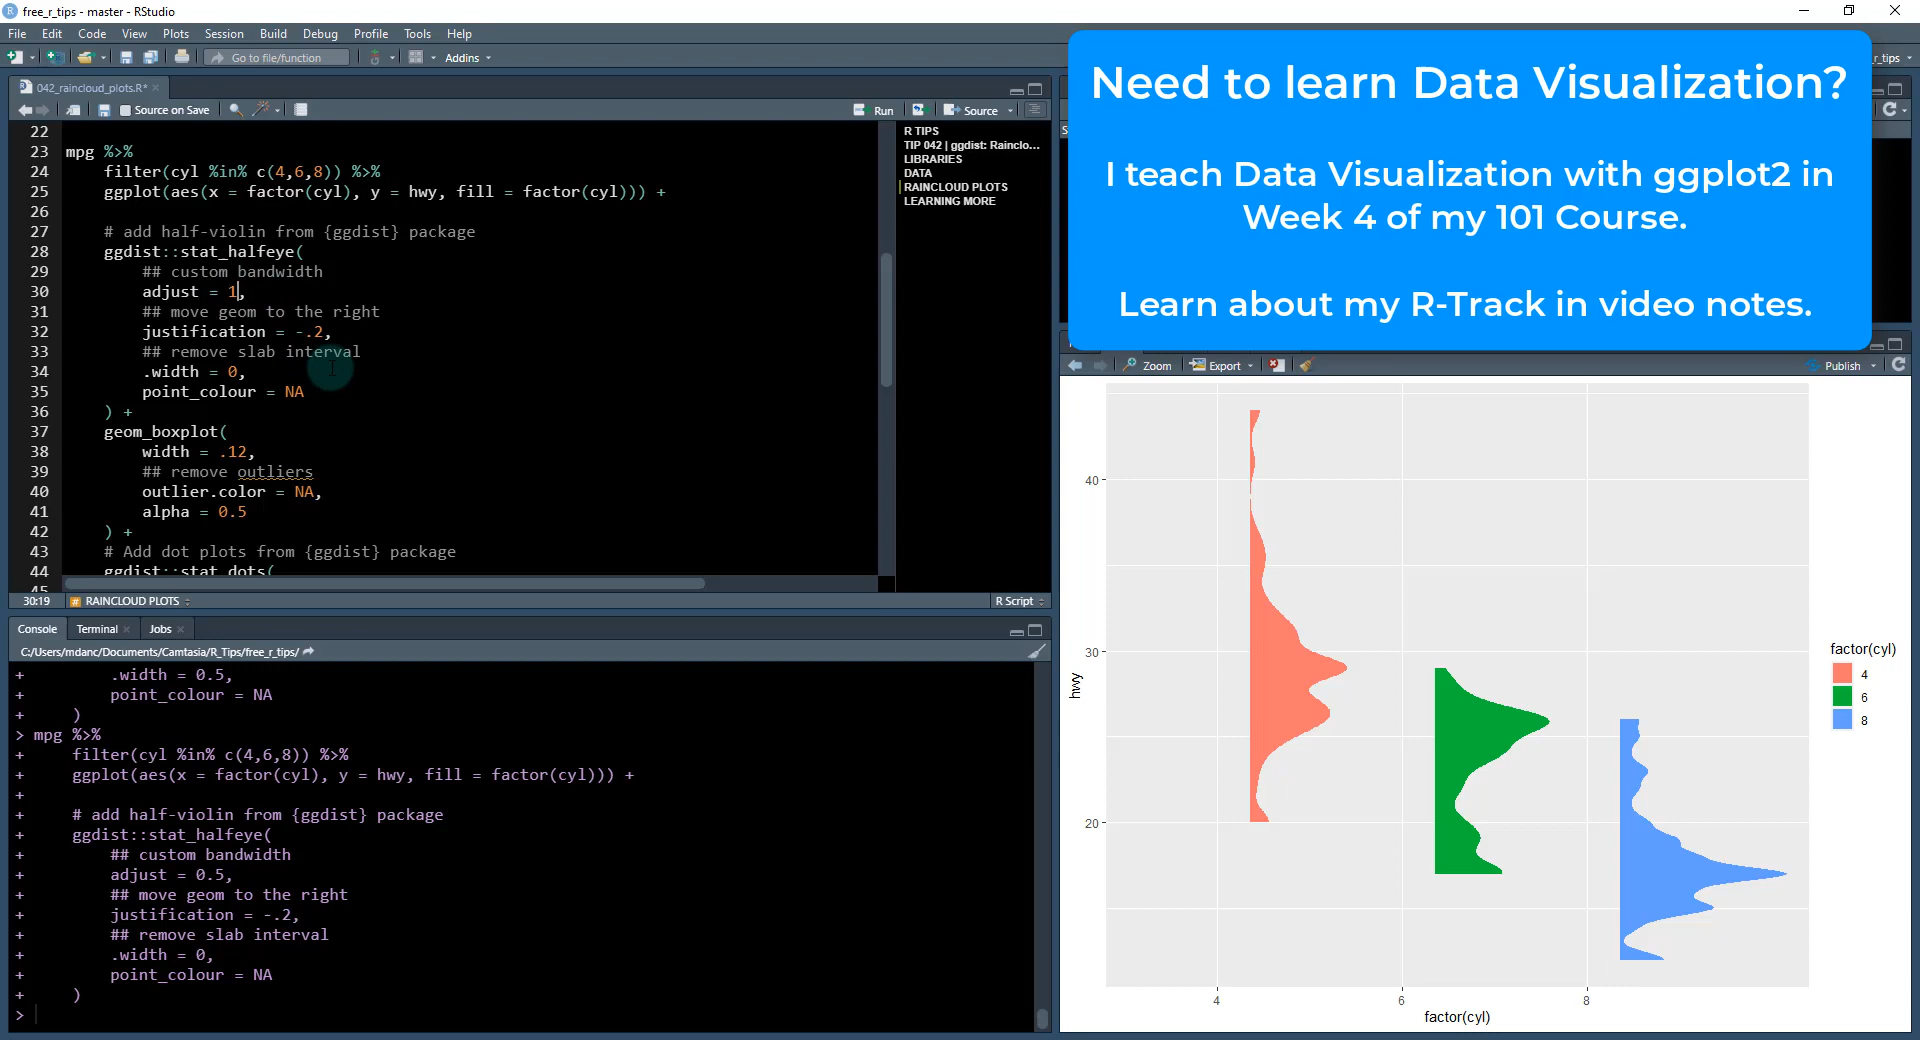 free_r_tips - master - RStudio
File Edit Code View Plots Session Build Debug Profile Tools Help
Go to file/function Addins
r_tips
042_raincloud_plots.R*
Source on Save Run Source
22
23 mpg %>%
24 filter(cyl %in% c(4,6,8)) %>%
25 ggplot(aes(x = factor(cyl), y = hwy, fill = factor(cyl))) +
26
27 # add half-violin from {ggdist} package
28 ggdist::stat_halfeye(
29 ## custom bandwidth
30 adjust = 1,
31 ## move geom to the right
32 justification = -.2,
33 ## remove slab interval
34 .width = 0,
35 point_colour = NA
36 ) +
37 geom_boxplot(
38 width = .12,
39 ## remove outliers
40 outlier.color = NA,
41 alpha = 0.5
42 ) +
43 # Add dot plots from {ggdist} package
44 ggdist::stat_dots(
45
R TIPS
TIP 042 | ggdist: Rainclo...
LIBRARIES
DATA
RAINCLOUD PLOTS
LEARNING MORE
30:19 # RAINCLOUD PLOTS R Script
Console Terminal Jobs
C:/Users/mdanc/Documents/Camtasia/R_Tips/free_r_tips/
+ .width = 0.5,
+ point_colour = NA
+ )
> mpg %>%
+ filter(cyl %in% c(4,6,8)) %>%
+ ggplot(aes(x = factor(cyl), y = hwy, fill = factor(cyl))) +
+
+ # add half-violin from {ggdist} package
+ ggdist::stat_halfeye(
+ ## custom bandwidth
+ adjust = 0.5,
+ ## move geom to the right
+ justification = -.2,
+ ## remove slab interval
+ .width = 0,
+ point_colour = NA
+ )
>
Need to learn Data Visualization?
I teach Data Visualization with ggplot2 in
Week 4 of my 101 Course.
Learn about my R-Track in video notes.
Zoom Export Publish
40
30
20
hwy
4 6 8
factor(cyl)
factor(cyl)
4
6
8